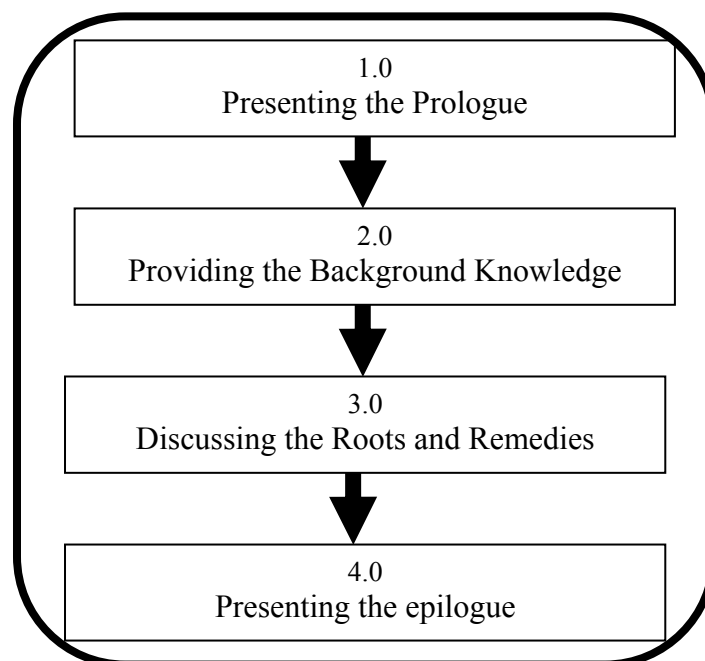 1.0
Presenting the Prologue
2.0
Providing the Background Knowledge
3.0
Discussing the Roots and Remedies
4.0
Presenting the epilogue